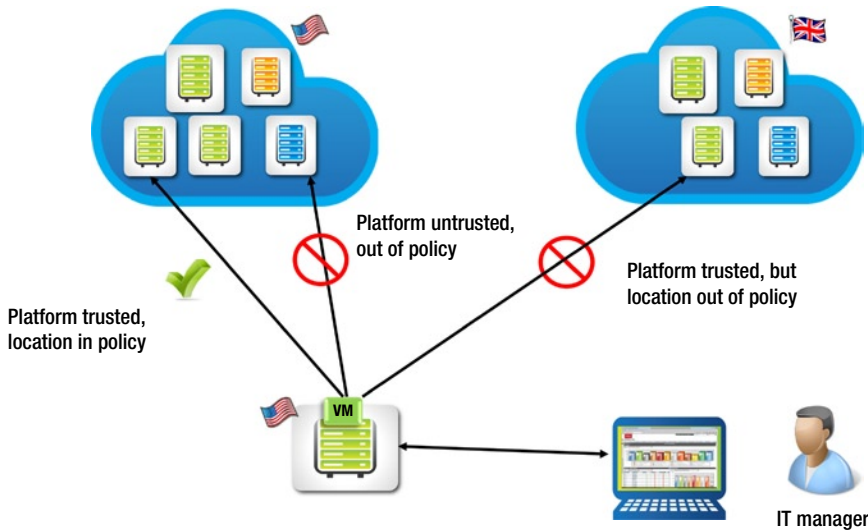 Platform untrusted,
out of policy
Platform trusted, but
location out of policy
Platform trusted,
location in policy
VM
IT manager